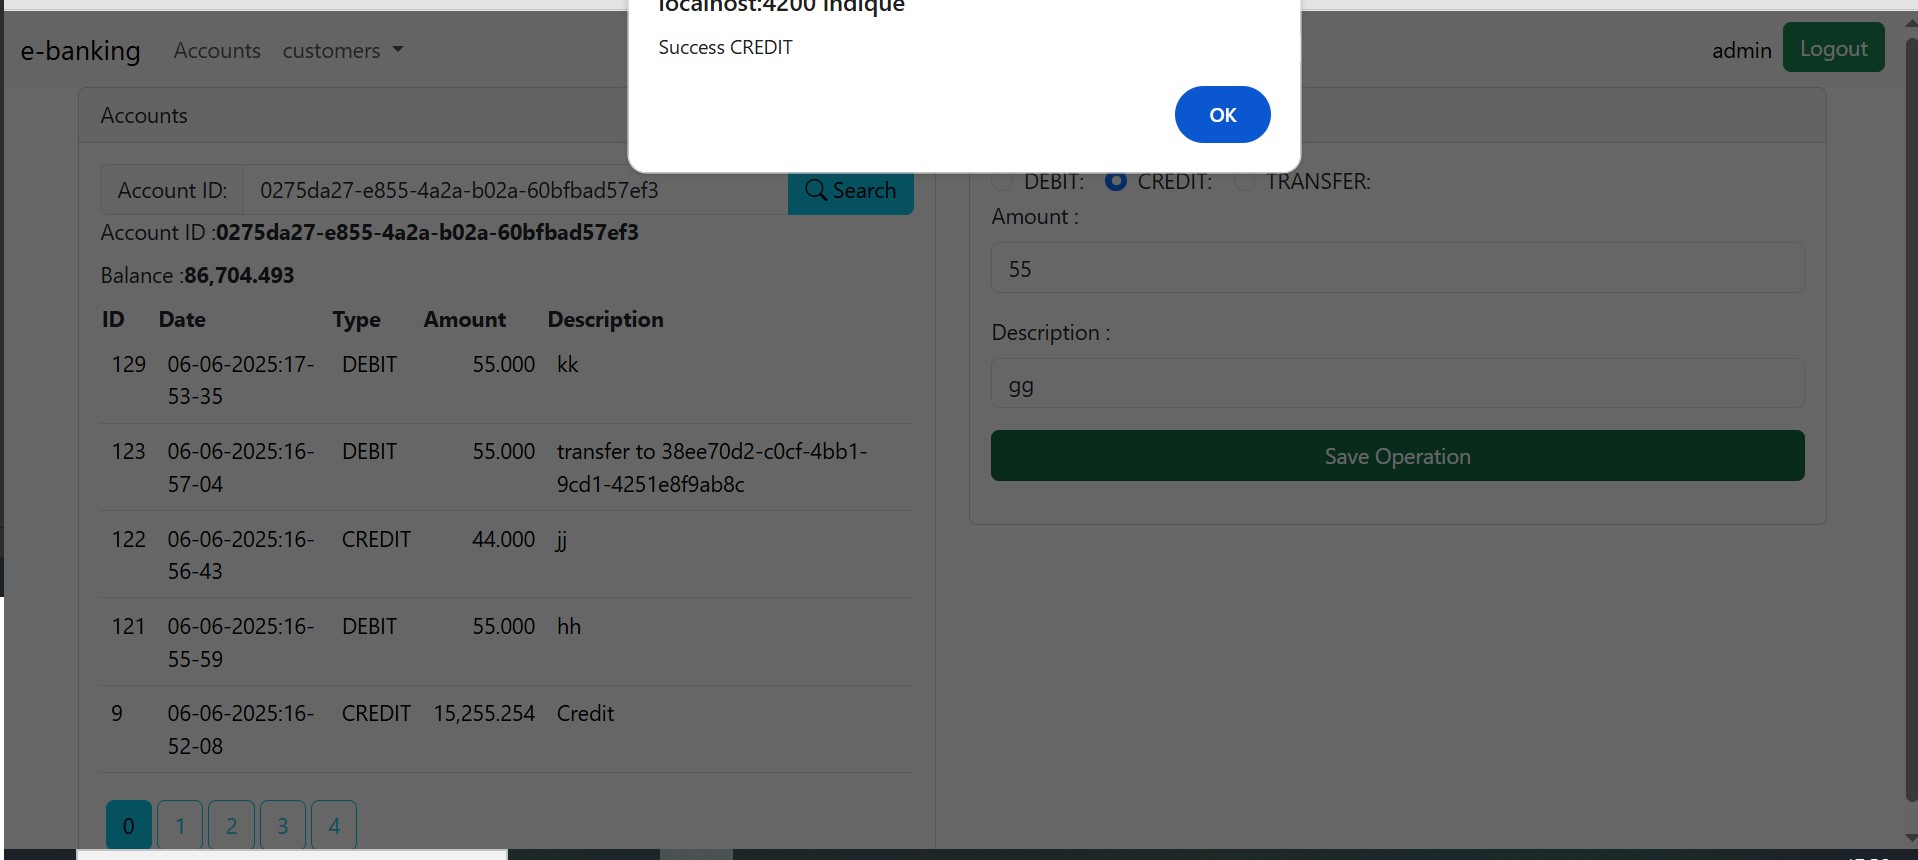 localhost:4200 indique
Success CREDIT
OK
e-banking Accounts customers admin Logout
Accounts
Account ID: 0275da27-e855-4a2a-b02a-60bfbad57ef3 Search
Account ID :0275da27-e855-4a2a-b02a-60bfbad57ef3
Balance :86,704.493
ID Date Type Amount Description
129 06-06-2025:17- DEBIT 55.000 kk
53-35
123 06-06-2025:16- DEBIT 55.000 transfer to 38ee70d2-c0cf-4bb1-
57-04 9cd1-4251e8f9ab8c
122 06-06-2025:16- CREDIT 44.000 jj
56-43
121 06-06-2025:16- DEBIT 55.000 hh
55-59
9 06-06-2025:16- CREDIT 15,255.254 Credit
52-08
0 1 2 3 4
DEBIT: CREDIT: TRANSFER:
Amount :
55
Description :
gg
Save Operation